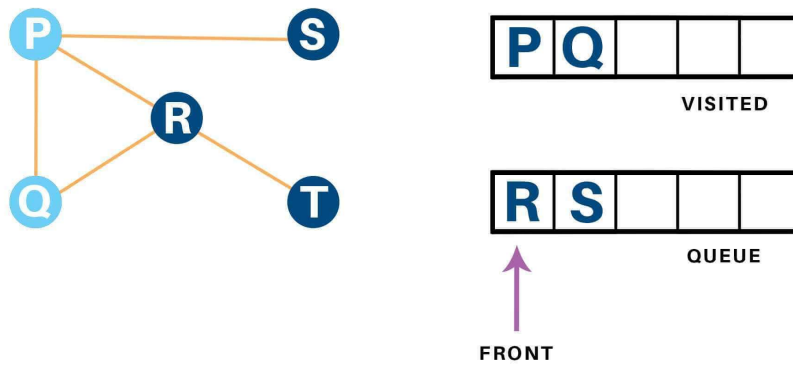 P
S
R
Q
T
P Q
VISITED
R S
QUEUE
FRONT